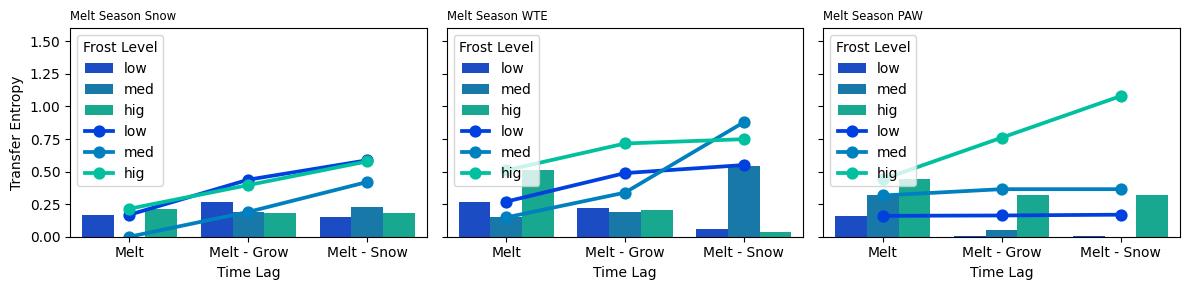 Melt Season Snow
Melt Season WTE
Melt Season PAW
Transfer Entropy
1.50
1.25
1.00
0.75
0.50
0.25
0.00
Frost Level
low
med
hig
low
med
hig
Frost Level
low
med
hig
low
med
hig
Frost Level
low
med
hig
low
med
hig
Melt
Melt - Grow
Melt - Snow
Time Lag
Melt
Melt - Grow
Melt - Snow
Time Lag
Melt
Melt - Grow
Melt - Snow
Time Lag